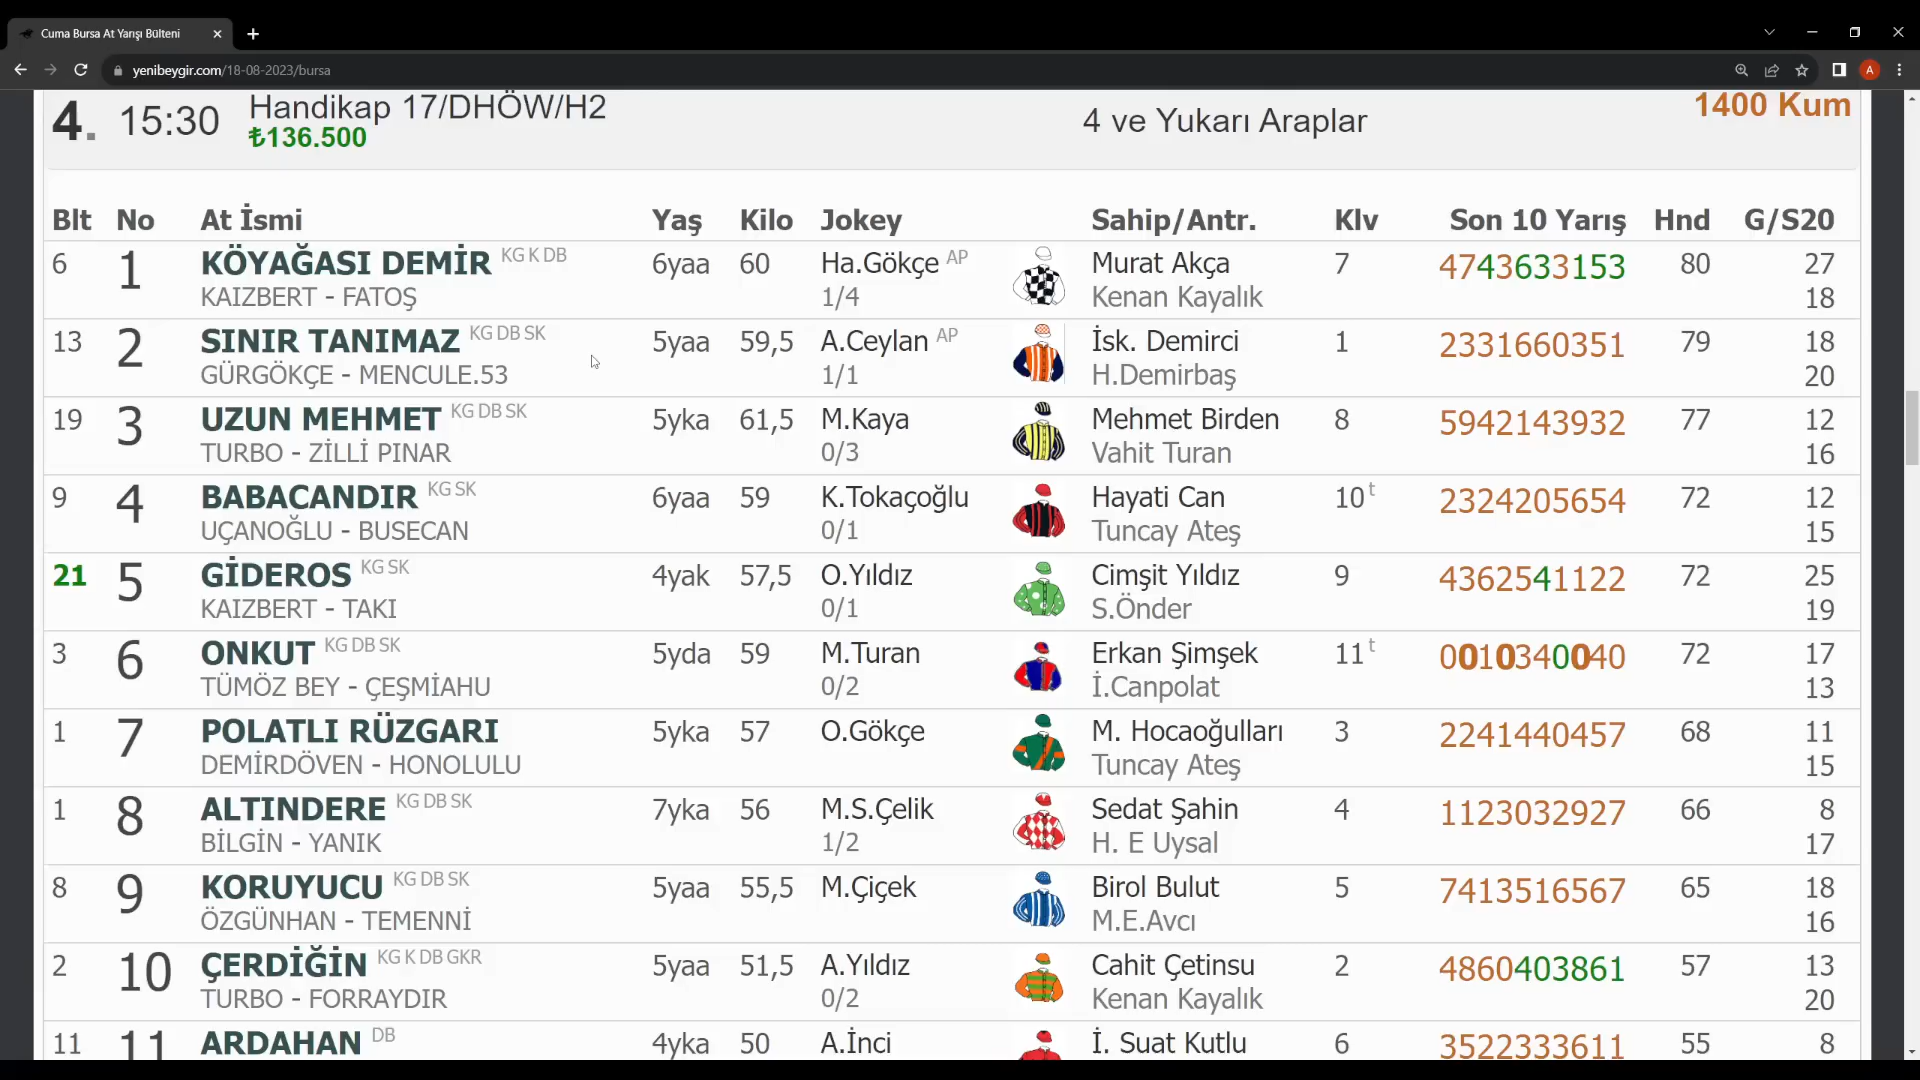 Cuma Bursa At Yarışı Bülteni
yenibeygir.com/18-08-2023/bursa
A
4. 15:30 Handikap 17/DHÖW/H2 4 ve Yukarı Araplar 1400 Kum
₺136.500
Blt No At İsmi Yaş Kilo Jokey Sahip/Antr. Klv Son 10 Yarış Hnd G/S20
6 1 KÖYAĞASI DEMİR KG K DB 6yaa 60 Ha.Gökçe AP Murat Akça 7 4743633153 80 27
KAIZBERT - FATOŞ 1/4 Kenan Kayalık 18
13 2 SINIR TANIMAZ KG DB SK 5yaa 59,5 A.Ceylan AP İsk. Demirci 1 2331660351 79 18
GÜRGÖKÇE - MENCULE.53 1/1 H.Demirbaş 20
19 3 UZUN MEHMET KG DB SK 5yka 61,5 M.Kaya Mehmet Birden 8 5942143932 77 12
TURBO - ZİLLİ PINAR 0/3 Vahit Turan 16
9 4 BABACANDIR KG SK 6yaa 59 K.Tokaçoğlu Hayati Can 10 t 2324205654 72 12
UÇANOĞLU - BUSECAN 0/1 Tuncay Ateş 15
21 5 GİDEROS KG SK 4yak 57,5 O.Yıldız Cimşit Yıldız 9 4362541122 72 25
KAIZBERT - TAKI 0/1 S.Önder 19
3 6 ONKUT KG DB SK 5yda 59 M.Turan Erkan Şimşek 11 t 0010340040 72 17
TÜMÖZ BEY - ÇEŞMİAHU 0/2 İ.Canpolat 13
1 7 POLATLI RÜZGARI 5yka 57 O.Gökçe M. Hocaoğulları 3 2241440457 68 11
DEMİRDÖVEN - HONOLULU Tuncay Ateş 15
1 8 ALTINDERE KG DB SK 7yka 56 M.S.Çelik Sedat Şahin 4 1123032927 66 8
BİLGİN - YANIK 1/2 H. E Uysal 17
8 9 KORUYUCU KG DB SK 5yaa 55,5 M.Çiçek Birol Bulut 5 7413516567 65 18
ÖZGÜNHAN - TEMENNİ M.E.Avcı 16
2 10 ÇERDİĞİN KG K DB GKR 5yaa 51,5 A.Yıldız Cahit Çetinsu 2 4860403861 57 13
TURBO - FORRAYDIR 0/2 Kenan Kayalık 20
11 11 ARDAHAN DB 4yka 50 A.İnci İ. Suat Kutlu 6 3522333611 55 8